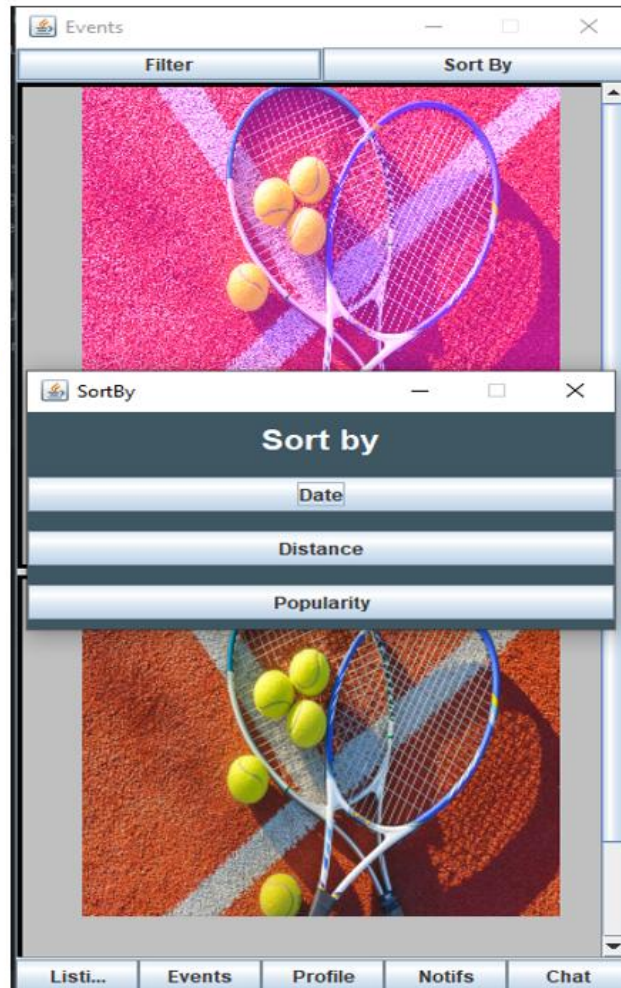 Events
Filter Sort By
SortBy
Sort by
Date
Distance
Popularity
Listi... Events Profile Notifs Chat